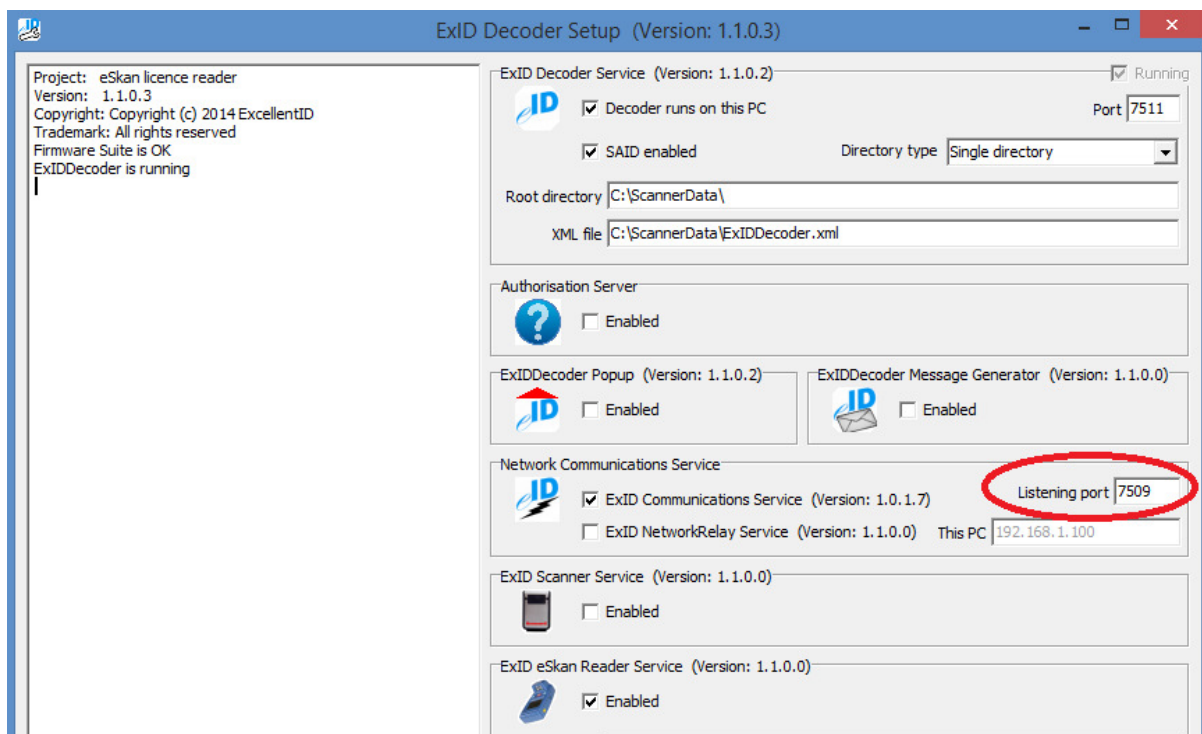 ExID Decoder Setup (Version: 1.1.0.3)
Project: eSkan licence reader
Version: 1.1.0.3
Copyright: Copyright (c) 2014 ExcellentID
Trademark: All rights reserved
Firmware Suite is OK
ExIDDecoder is running
ExID Decoder Service (Version: 1.1.0.2)
Running
eID
Decoder runs on this PC
Port 7511
SAID enabled
Directory type Single directory
Root directory C:\ScannerData\
XML file C:\ScannerData\ExIDDecoder.xml
Authorisation Server
?
Enabled
ExIDDecoder Popup (Version: 1.1.0.2)
eID
Enabled
ExIDDecoder Message Generator (Version: 1.1.0.0)
eID
Enabled
Network Communications Service
eID
ExID Communications Service (Version: 1.0.1.7)
Listening port 7509
ExID NetworkRelay Service (Version: 1.1.0.0)
This PC 192.168.1.100
ExID Scanner Service (Version: 1.1.0.0)
Enabled
ExID eSkan Reader Service (Version: 1.1.0.0)
Enabled